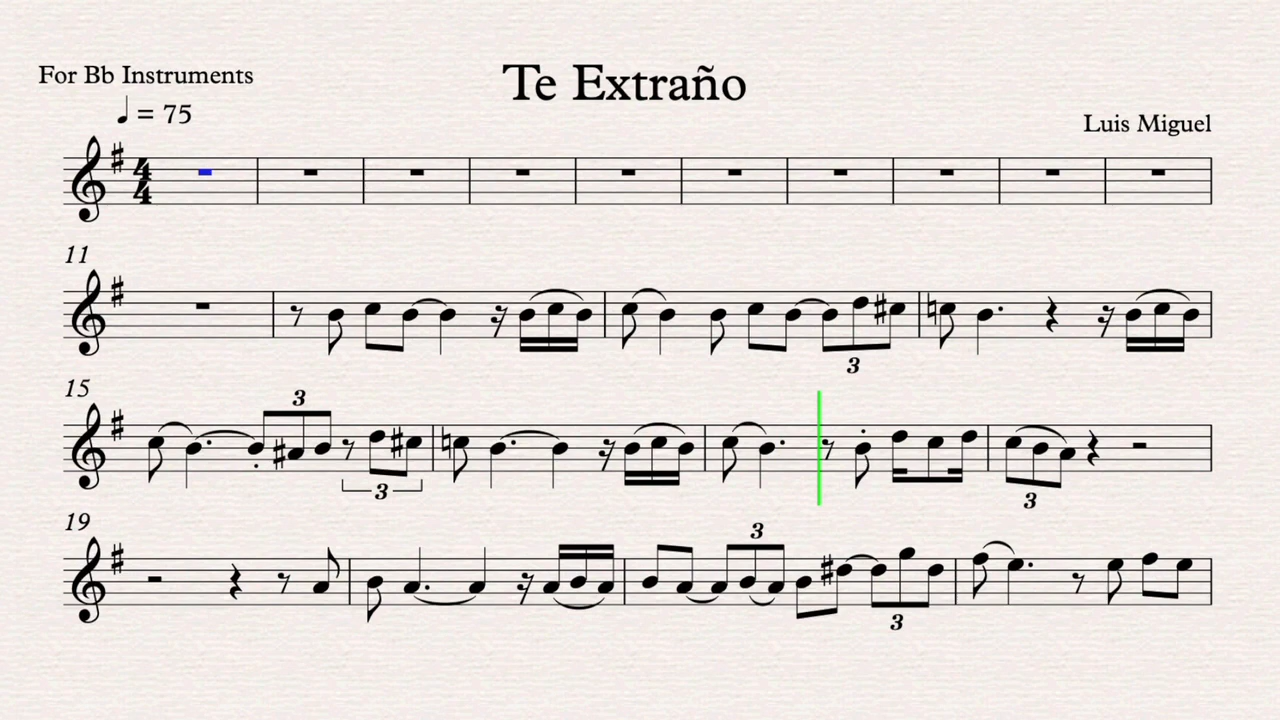 For Bb Instruments
Te Extraño
♩ = 75
Luis Miguel
4
4
11
3
15
3
3
3
19
3
3